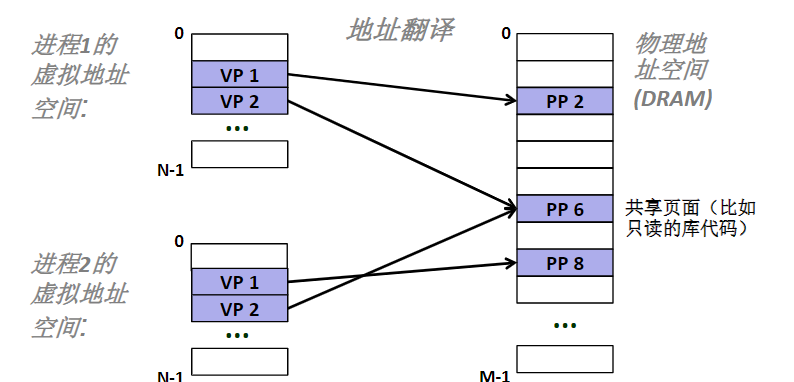 地址翻译
进程1的
虚拟地址
空间:
0
VP 1
VP 2
...
N-1
进程2的
虚拟地址
空间:
0
VP 1
VP 2
...
N-1
0
PP 2
PP 6
PP 8
...
M-1
物理地
址空间
(DRAM)
共享页面（比如
只读的库代码）